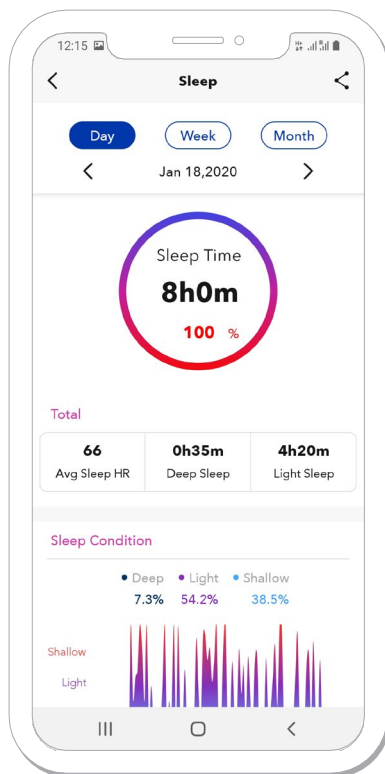 12:15
Sleep
Day Week Month
Jan 18,2020
Sleep Time
8h0m
100 %
Total
66 0h35m 4h20m
Avg Sleep HR Deep Sleep Light Sleep
Sleep Condition
Deep Light Shallow
7.3% 54.2% 38.5%
Shallow
Light